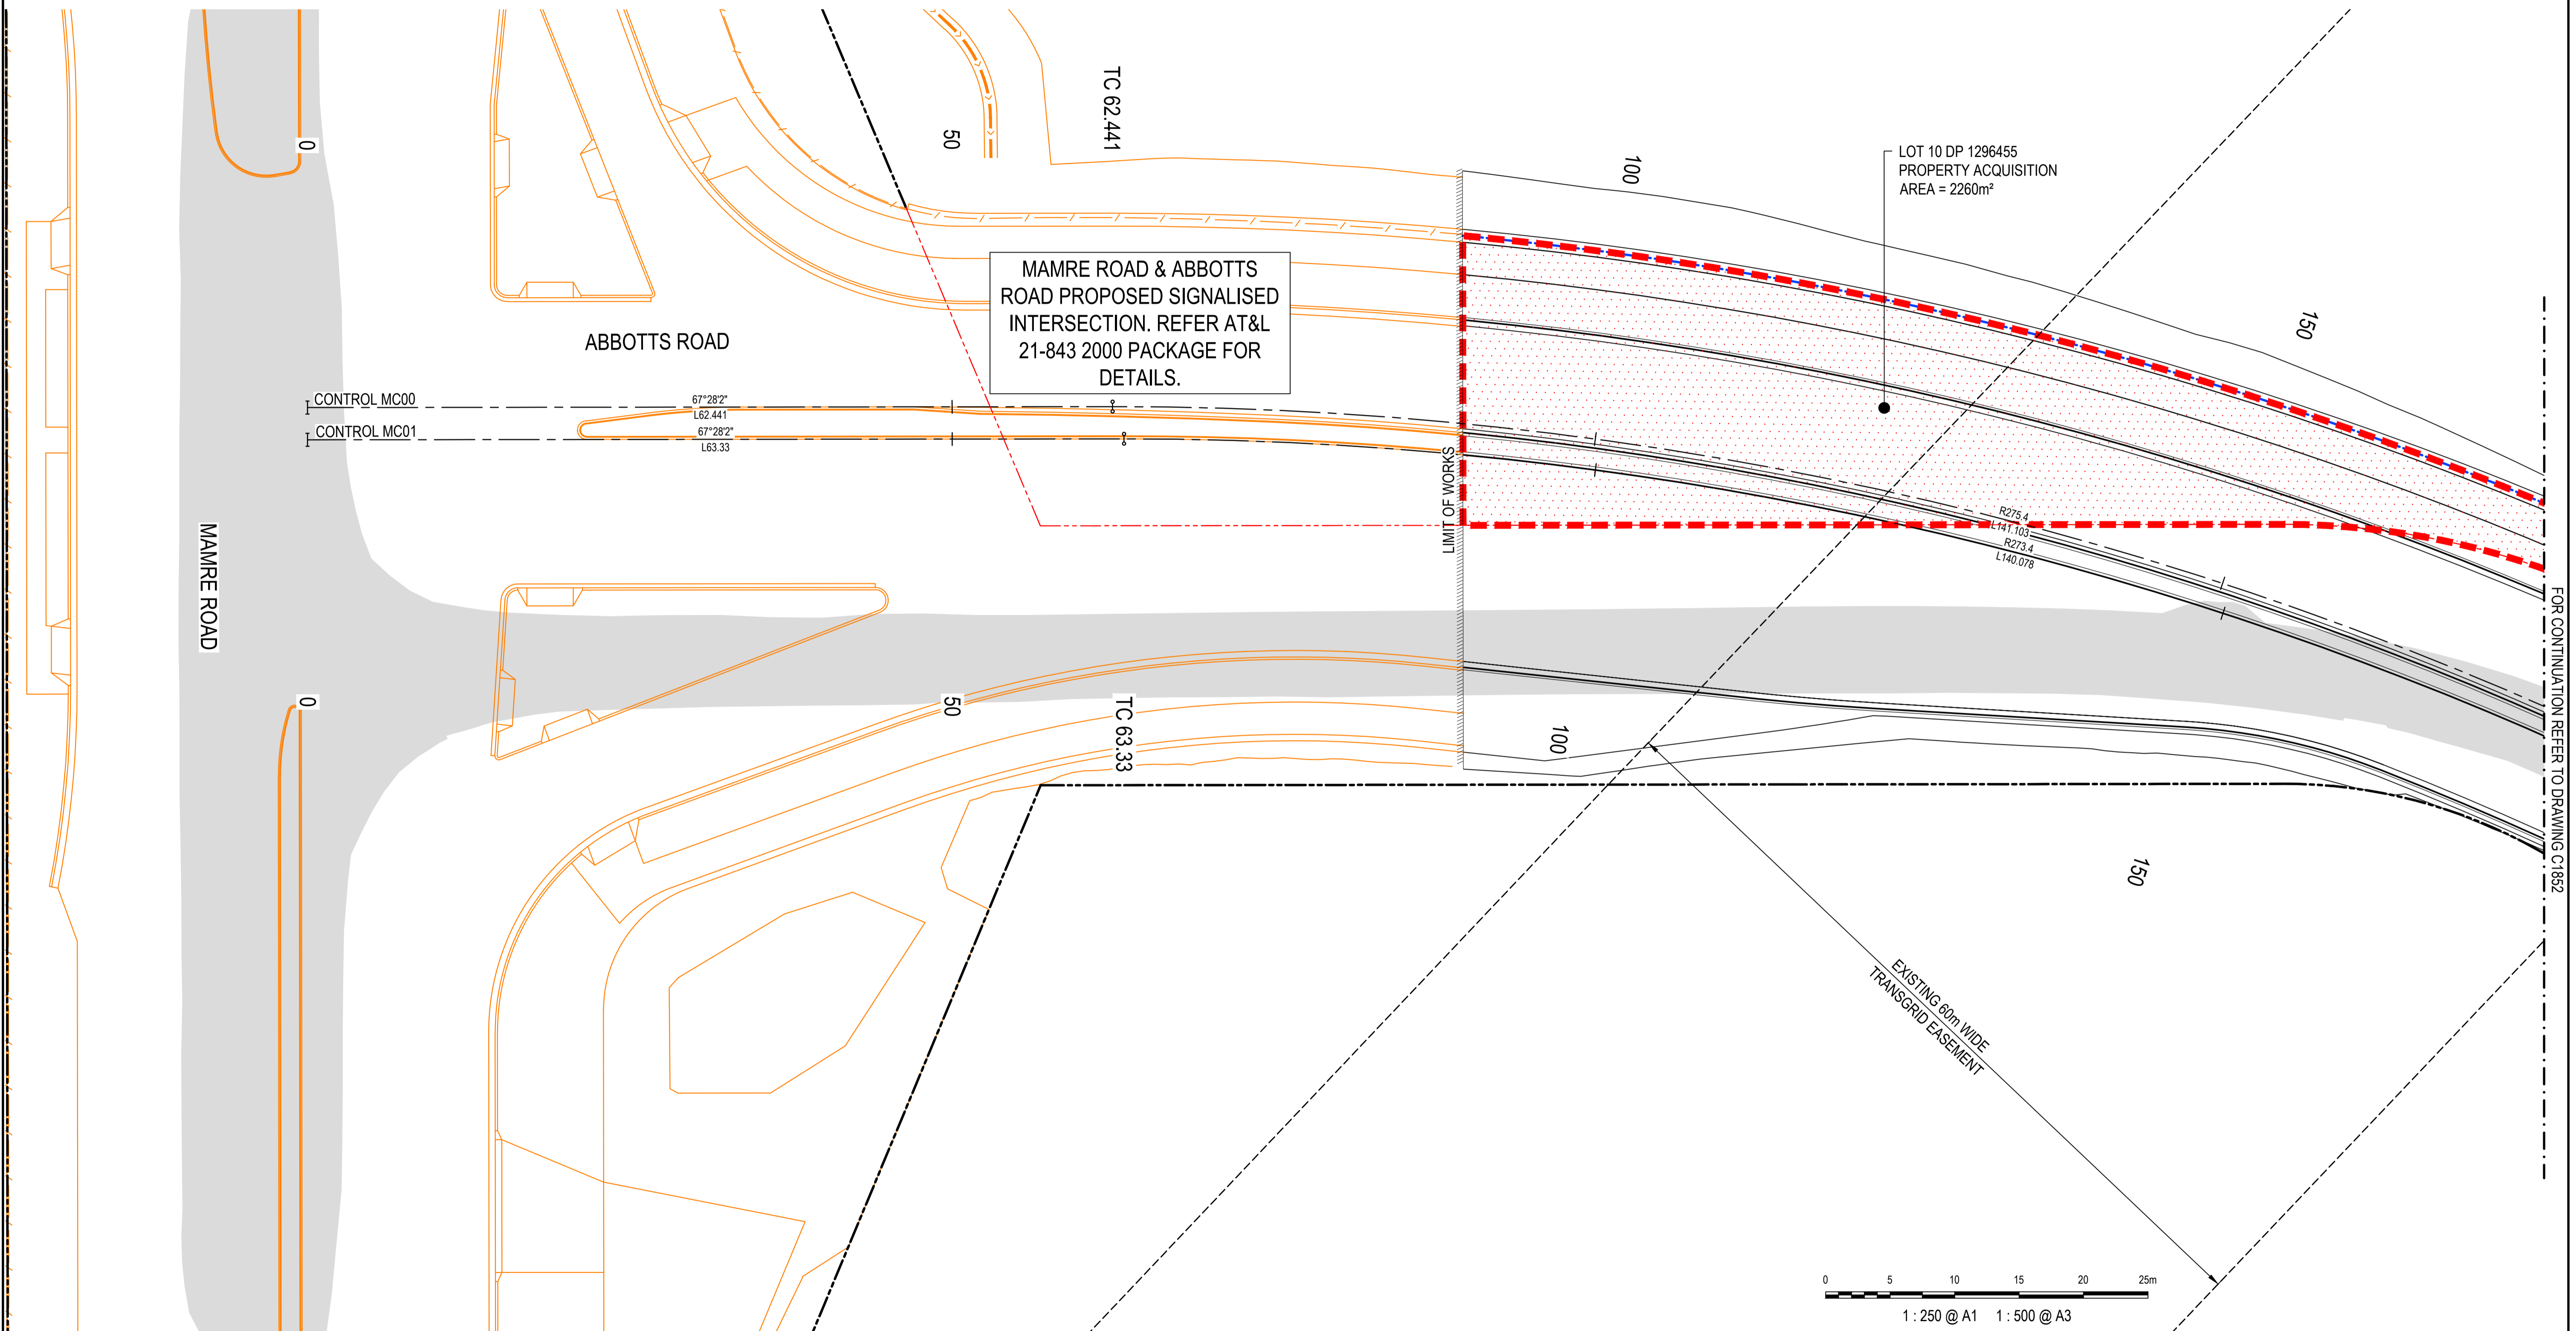 TC 62.441
50
0
100
LOT 10 DP 1296455
PROPERTY ACQUISITION
AREA = 2260m²
150
MAMRE ROAD & ABBOTTS
ROAD PROPOSED SIGNALISED
INTERSECTION. REFER AT&L
21-843 2000 PACKAGE FOR
DETAILS.
ABBOTTS ROAD
CONTROL MC00
67°28'2"
L62.441
CONTROL MC01
67°28'2"
L63.33
LIMIT OF WORKS
R275.4
L141.103
R273.4
L140.078
MAMRE ROAD
FOR CONTINUATION REFER TO DRAWING C1852
0
50
TC 63.33
100
150
EXISTING 60m WIDE
TRANSGRID EASEMENT
0 5 10 15 20 25m
1 : 250 @ A1 1 : 500 @ A3